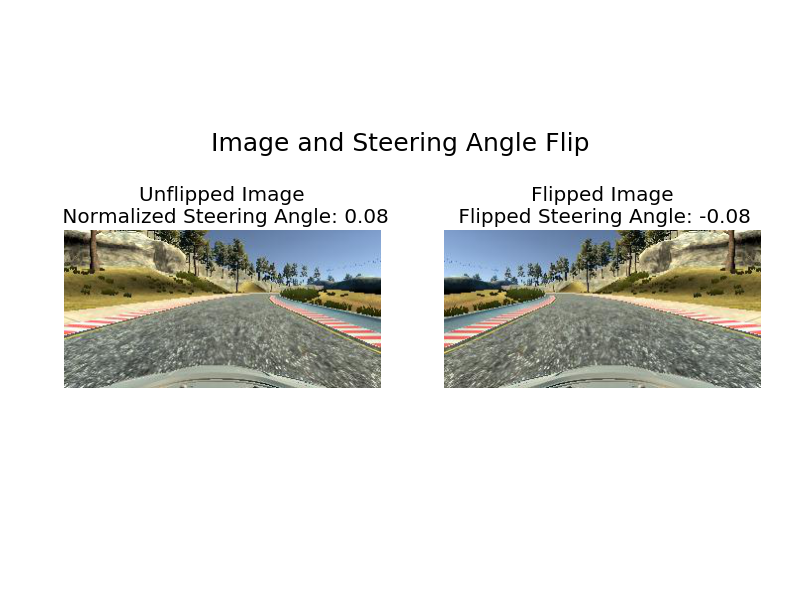 Image and Steering Angle Flip
Unflipped Image
Normalized Steering Angle: 0.08
Flipped Image
Flipped Steering Angle: -0.08